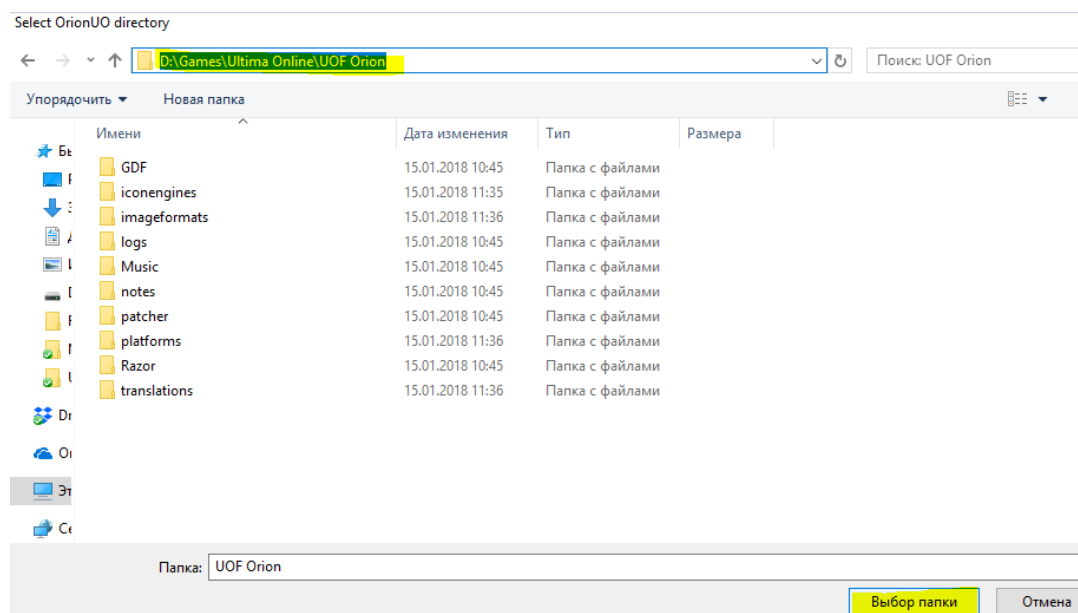 Select OrionUO directory
D:\Games\Ultima Online\UOF Orion
Поиск: UOF Orion
Упорядочить
Новая папка
Имени Дата изменения Тип Размера
GDF 15.01.2018 10:45 Папка с файлами
iconengines 15.01.2018 11:35 Папка с файлами
imageformats 15.01.2018 11:36 Папка с файлами
logs 15.01.2018 10:45 Папка с файлами
Music 15.01.2018 10:45 Папка с файлами
notes 15.01.2018 10:45 Папка с файлами
patcher 15.01.2018 10:45 Папка с файлами
platforms 15.01.2018 11:36 Папка с файлами
Razor 15.01.2018 10:45 Папка с файлами
translations 15.01.2018 11:36 Папка с файлами
Папка: UOF Orion
Выбор папки Отмена